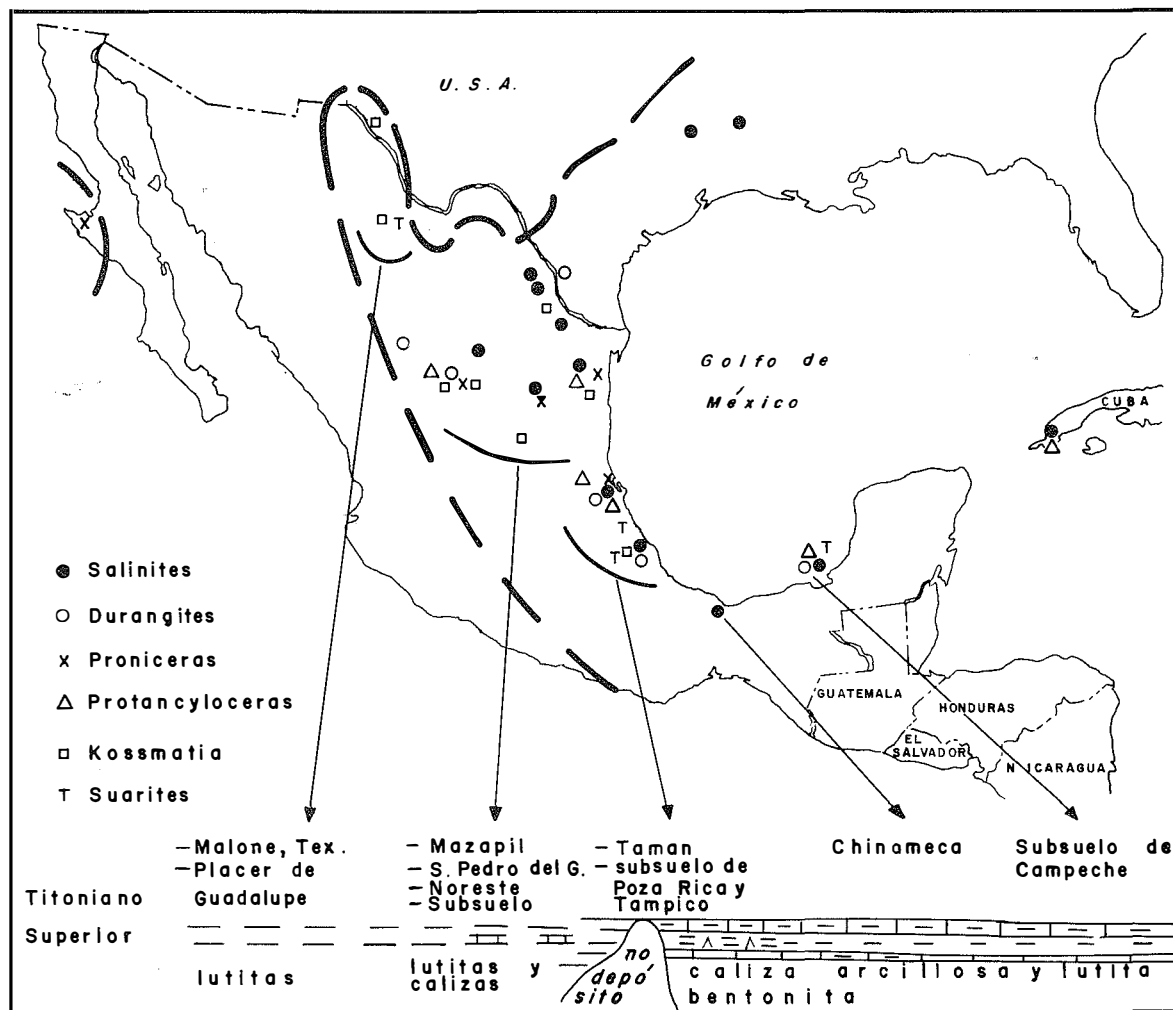 U. S. A.
Golfo de
México
CUBA
Salinites
Durangites
x Proniceras
Protancyloceras
Kossmatia
T Suarites
GUATEMALA
HONDURAS
EL
SALVADOR
NICARAGUA
—Malone, Tex.
—Placer de
Guadalupe
— Mazapil
— S. Pedro del G.
— Noreste
— Subsuelo
— Taman
— subsuelo de
Poza Rica y
Tampico
Chinameca
Subsuelo de
Campeche
Titoniano
Superior
lutitas
lutitas y
calizas
no
depó
sito
caliza arcillosa y lutita
bentonita